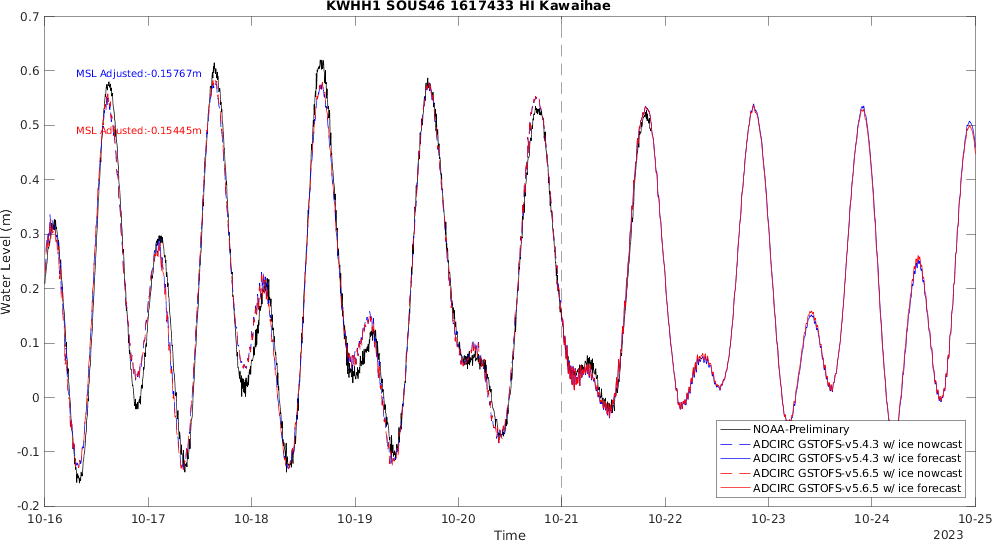 KWHH1 SOUS46 1617433 HI Kawaihae
0.7
0.6
0.5
0.4
0.3
0.2
0.1
0
-0.1
-0.2
Water Level (m)
MSL Adjusted:-0.15767m
MSL Adjusted:-0.15445m
NOAA-Preliminary
ADCIRC GSTOFS-v5.4.3 w/ ice nowcast
ADCIRC GSTOFS-v5.4.3 w/ ice forecast
ADCIRC GSTOFS-v5.6.5 w/ ice nowcast
ADCIRC GSTOFS-v5.6.5 w/ ice forecast
10-16 10-17 10-18 10-19 10-20 10-21 10-22 10-23 10-24 10-25
Time
2023